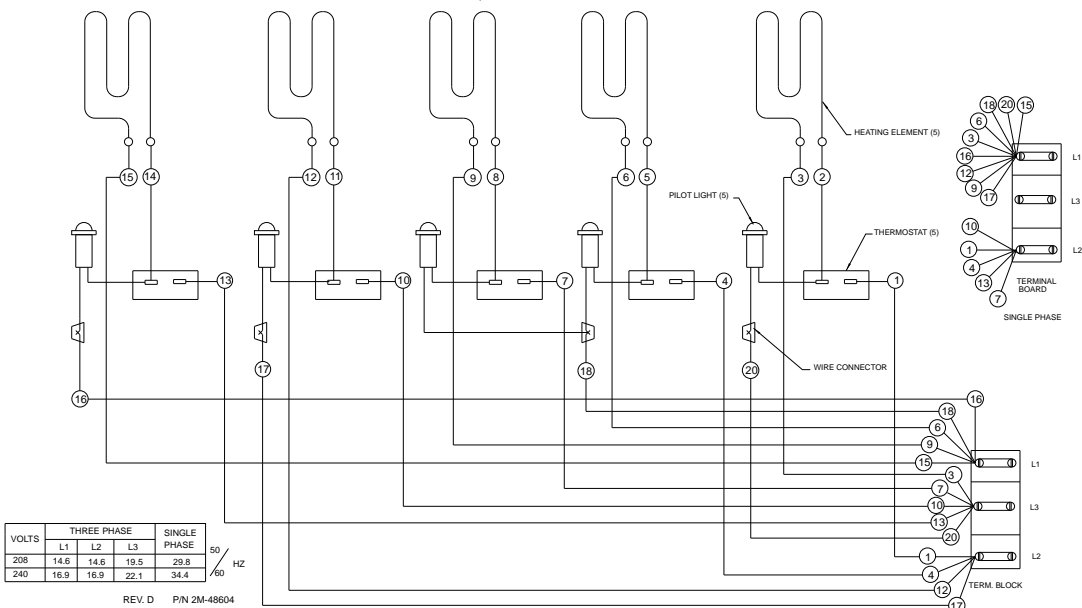 15
14
12
11
9
8
6
5
3
2
HEATING ELEMENT (5)
PILOT LIGHT (5)
THERMOSTAT (5)
13
10
7
4
1
WIRE CONNECTOR
17
18
20
16
18
20
15
6
3
16
12
9
17
L1
L3
10
1
4
13
7
L2
TERMINAL
BOARD
SINGLE PHASE
16
18
6
9
15
L1
3
7
10
13
20
L3
1
4
12
17
L2
TERM. BLOCK
VOLTS THREE PHASE SINGLE PHASE
L1 L2 L3
208 14.6 14.6 19.5 29.8
240 16.9 16.9 22.1 34.4
50/60 HZ
REV. D P/N 2M-48604